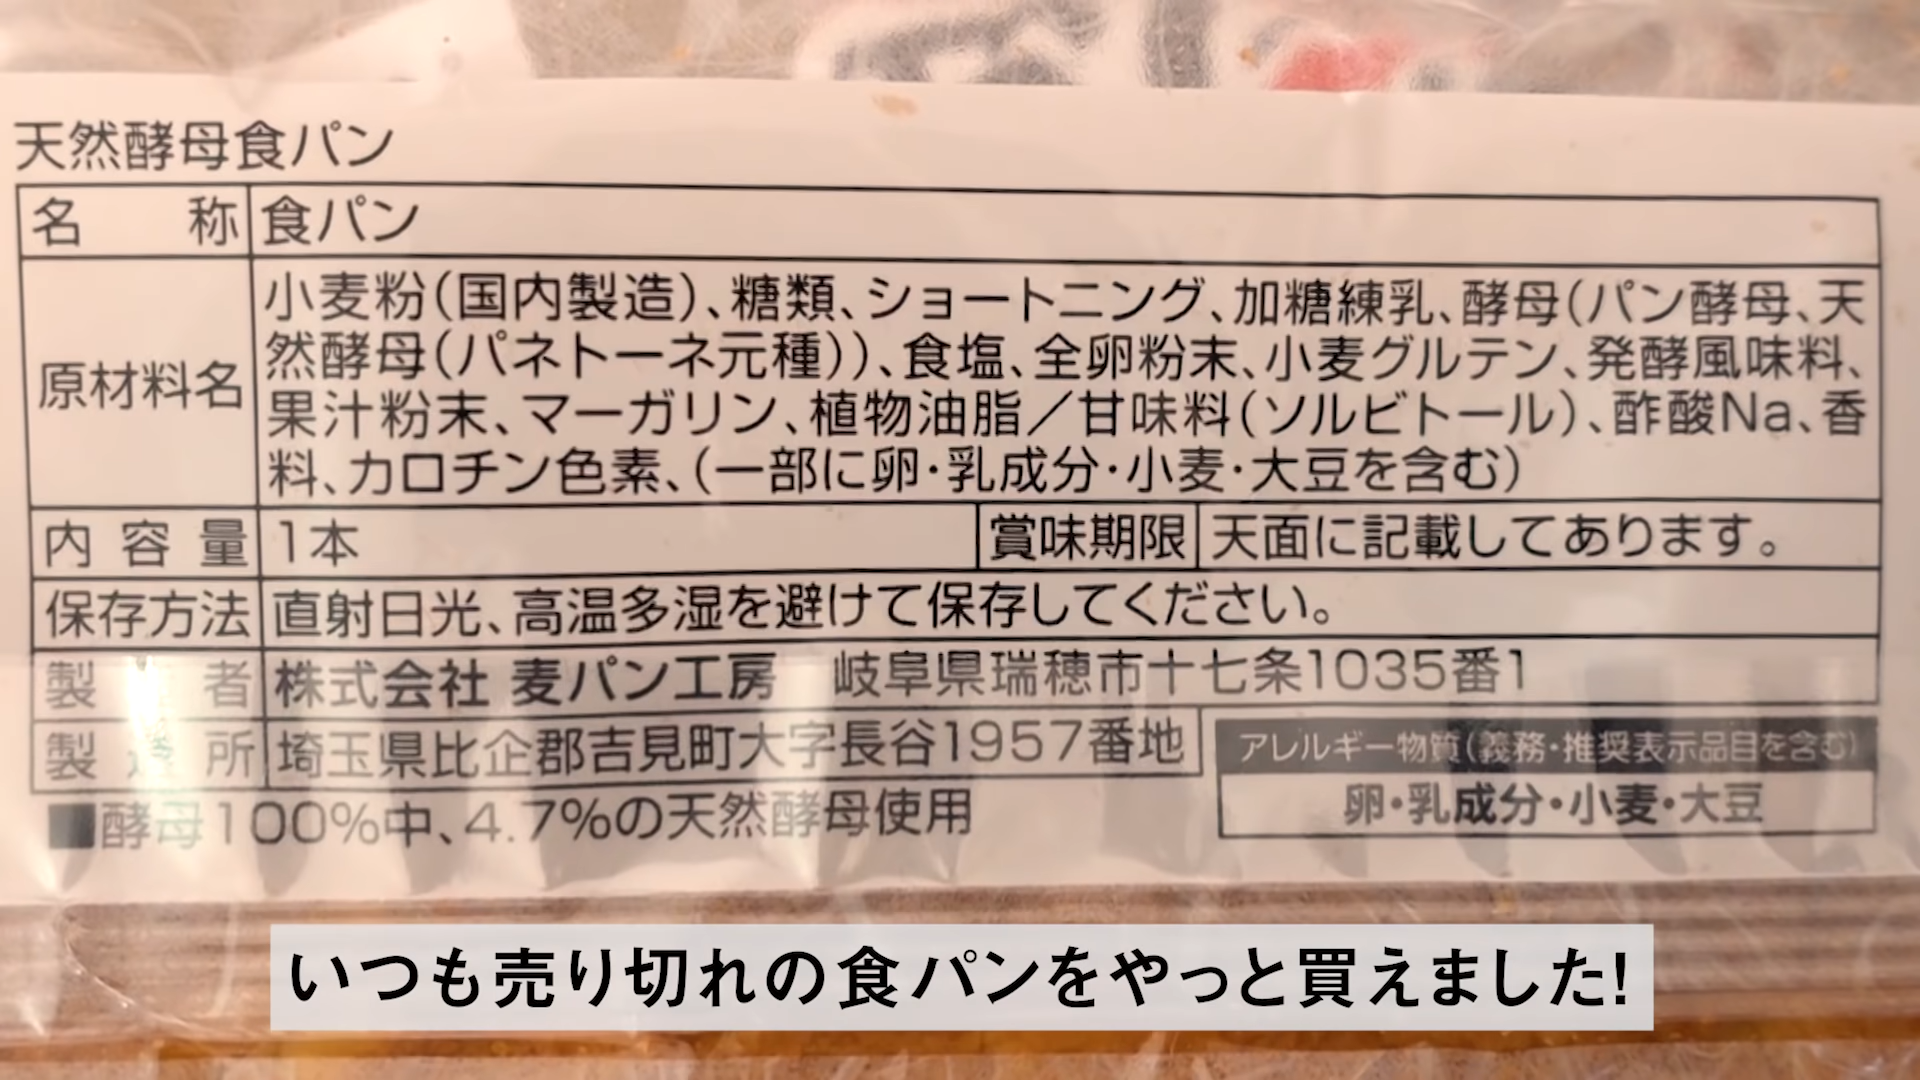 天然酵母食パン
名称 食パン
原材料名 小麦粉(国内製造)、糖類、ショートニング、加糖練乳、酵母(パン酵母、天
然酵母(パネトーネ元種))、食塩、全卵粉末、小麦グルテン、発酵風味料、
果汁粉末、マーガリン、植物油脂/甘味料(ソルビトール)、酢酸Na、香
料、カロチン色素、(一部に卵・乳成分・小麦・大豆を含む)
内容量 1本 賞味期限 天面に記載してあります。
保存方法 直射日光、高温多湿を避けて保存してください。
製 者 株式会社 麦パン工房 岐阜県瑞穂市十七条1035番1
製造所 埼玉県比企郡吉見町大字長谷1957番地
アレルギー物質(義務・推奨表示品目を含む)
卵・乳成分・小麦・大豆
■酵母100%中、4.7%の天然酵母使用
いつも売り切れの食パンをやっと買えました!